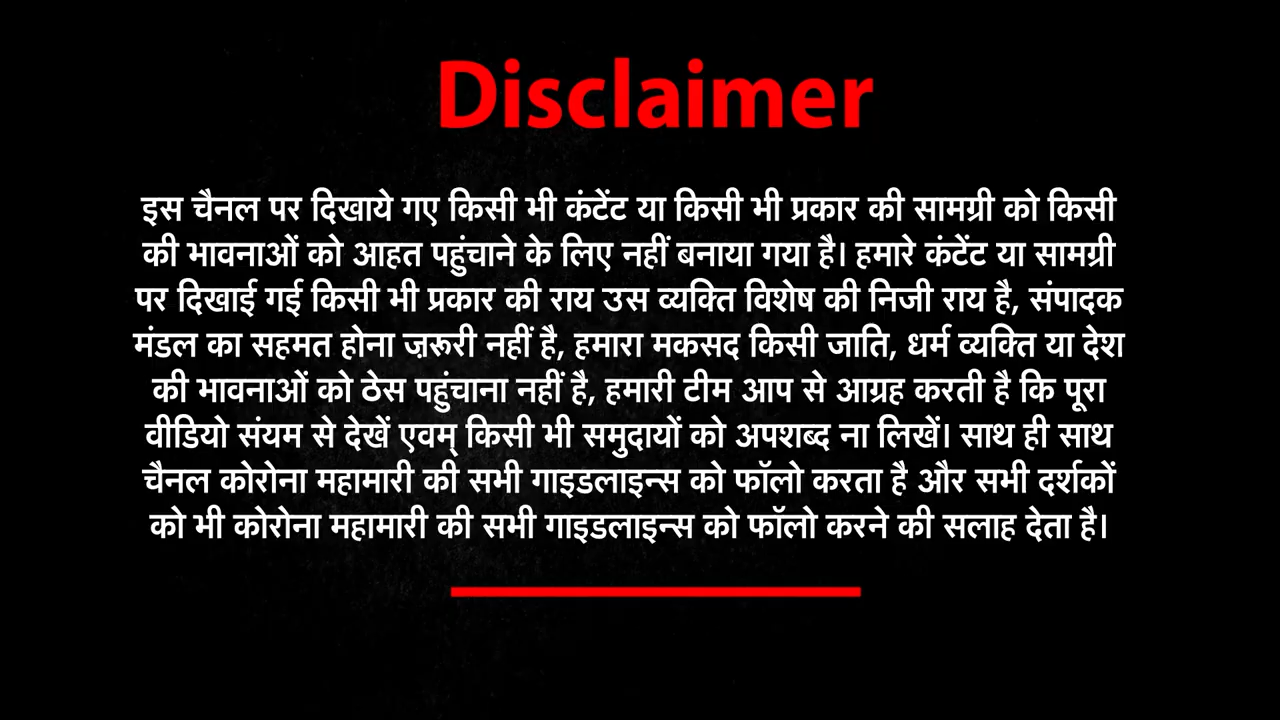 Disclaimer
इस चैनल पर दिखाये गए किसी भी कंटेंट या किसी भी प्रकार की सामग्री को किसी
की भावनाओं को आहत पहुंचाने के लिए नहीं बनाया गया है। हमारे कंटेंट या सामग्री
पर दिखाई गई किसी भी प्रकार की राय उस व्यक्ति विशेष की निजी राय है, संपादक
मंडल का सहमत होना ज़रूरी नहीं है, हमारा मकसद किसी जाति, धर्म व्यक्ति या देश
की भावनाओं को ठेस पहुंचाना नहीं है, हमारी टीम आप से आग्रह करती है कि पूरा
वीडियो संयम से देखें एवम् किसी भी समुदायों को अपशब्द ना लिखें। साथ ही साथ
चैनल कोरोना महामारी की सभी गाइडलाइन्स को फॉलो करता है और सभी दर्शकों
को भी कोरोना महामारी की सभी गाइडलाइन्स को फॉलो करने की सलाह देता है।